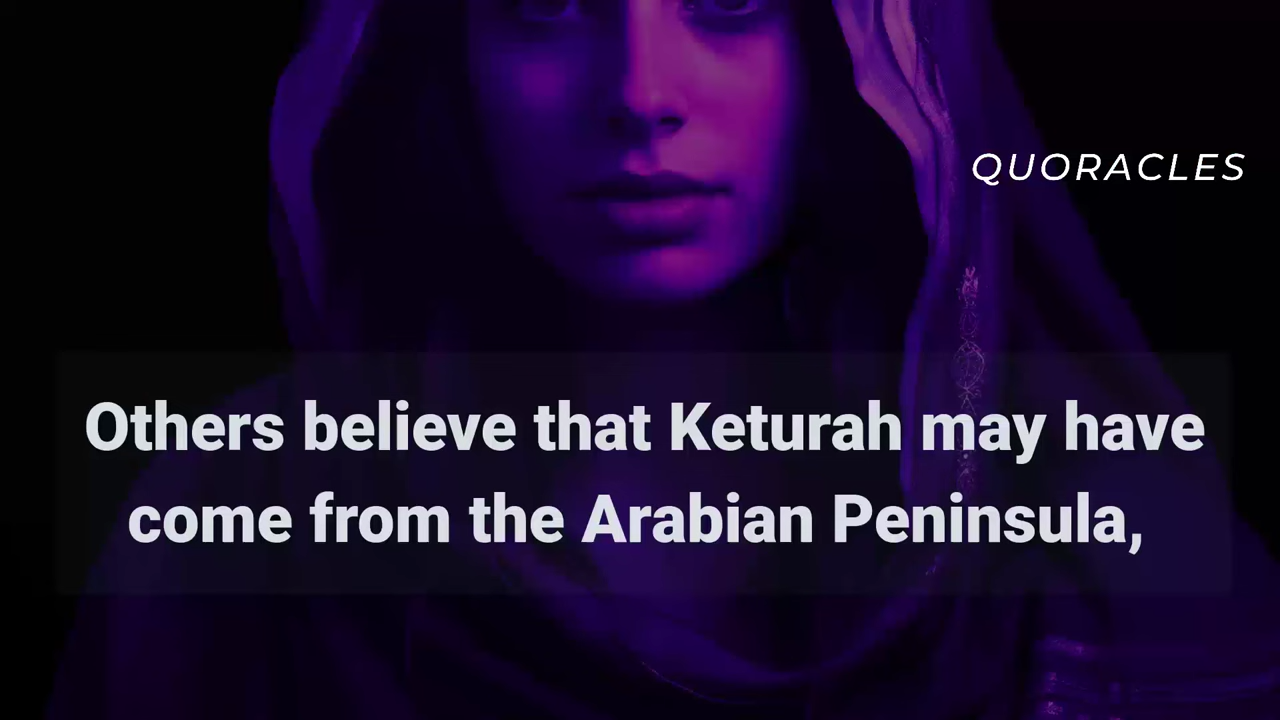 QUORACLES
Others believe that Keturah may have
come from the Arabian Peninsula,